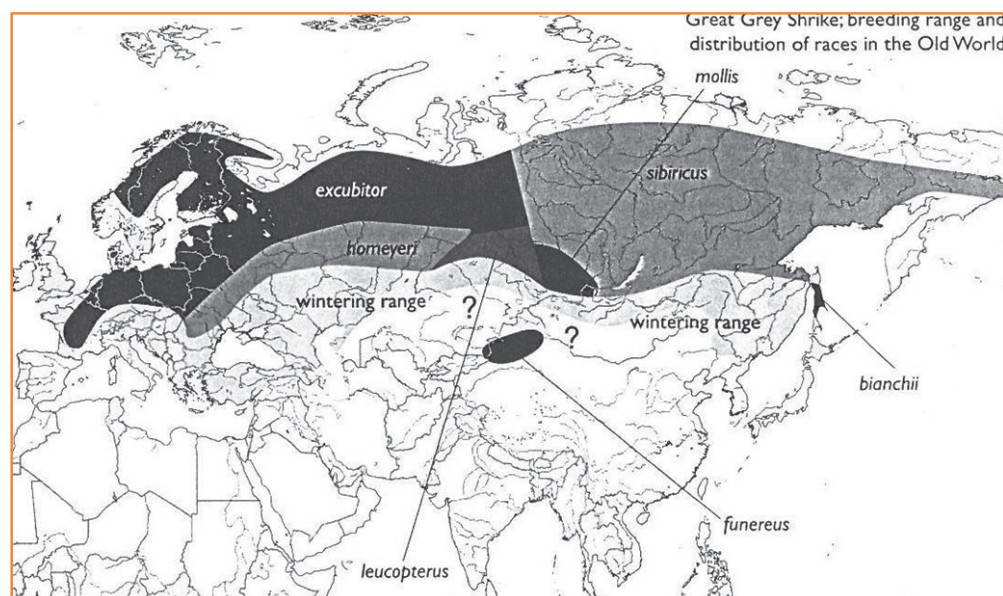 Great Grey Shrike; breeding range and
distribution of races in the Old World
mollis
excubitor
sibiricus
homeyeri
wintering range
?
?
wintering range
bianchii
funereus
leucopterus